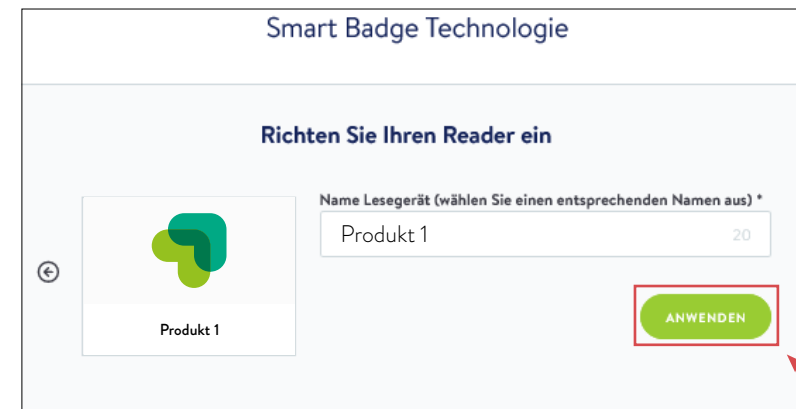 Smart Badge Technologie
Richten Sie Ihren Reader ein
Name Lesegerät (wählen Sie einen entsprechenden Namen aus) *
Produkt 1
20
Produkt 1
ANWENDEN